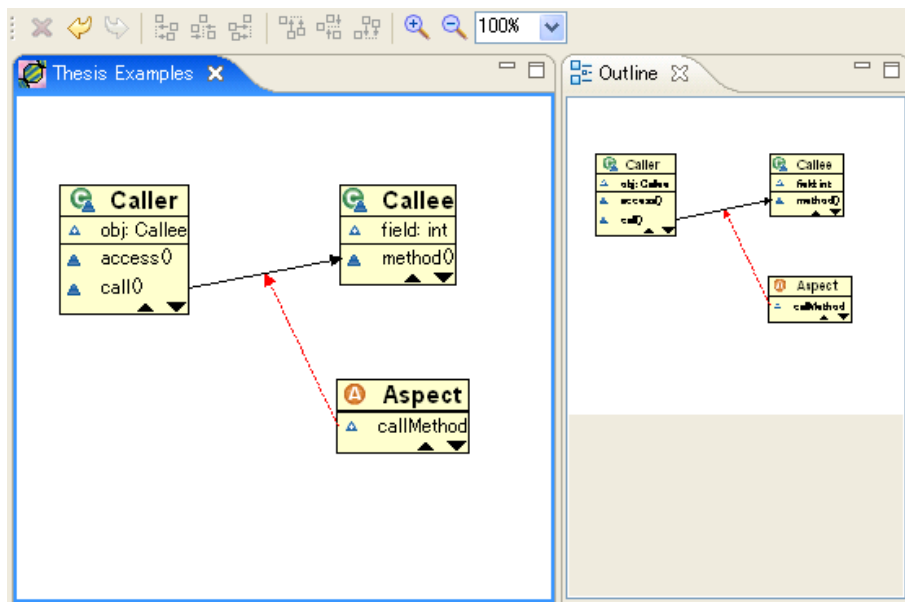 100%
Thesis Examples
Outline
Caller
obj: Callee
access()
call()
Callee
field: int
method()
A Aspect
callMethod
Caller
obj: Callee
access()
call()
Callee
field: int
method()
A Aspect
callMethod